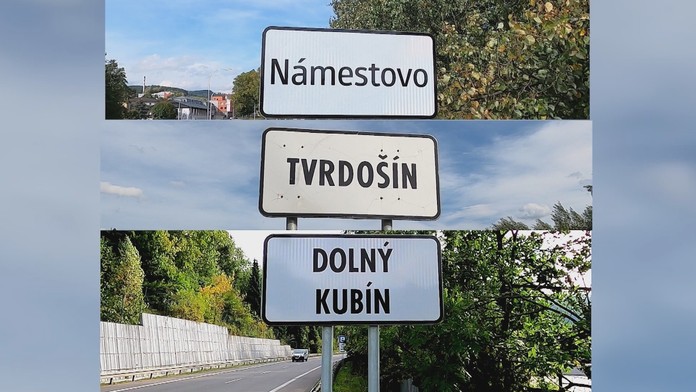 Námestovo
TVRDOŠÍN
DOLNÝ
KUBÍN